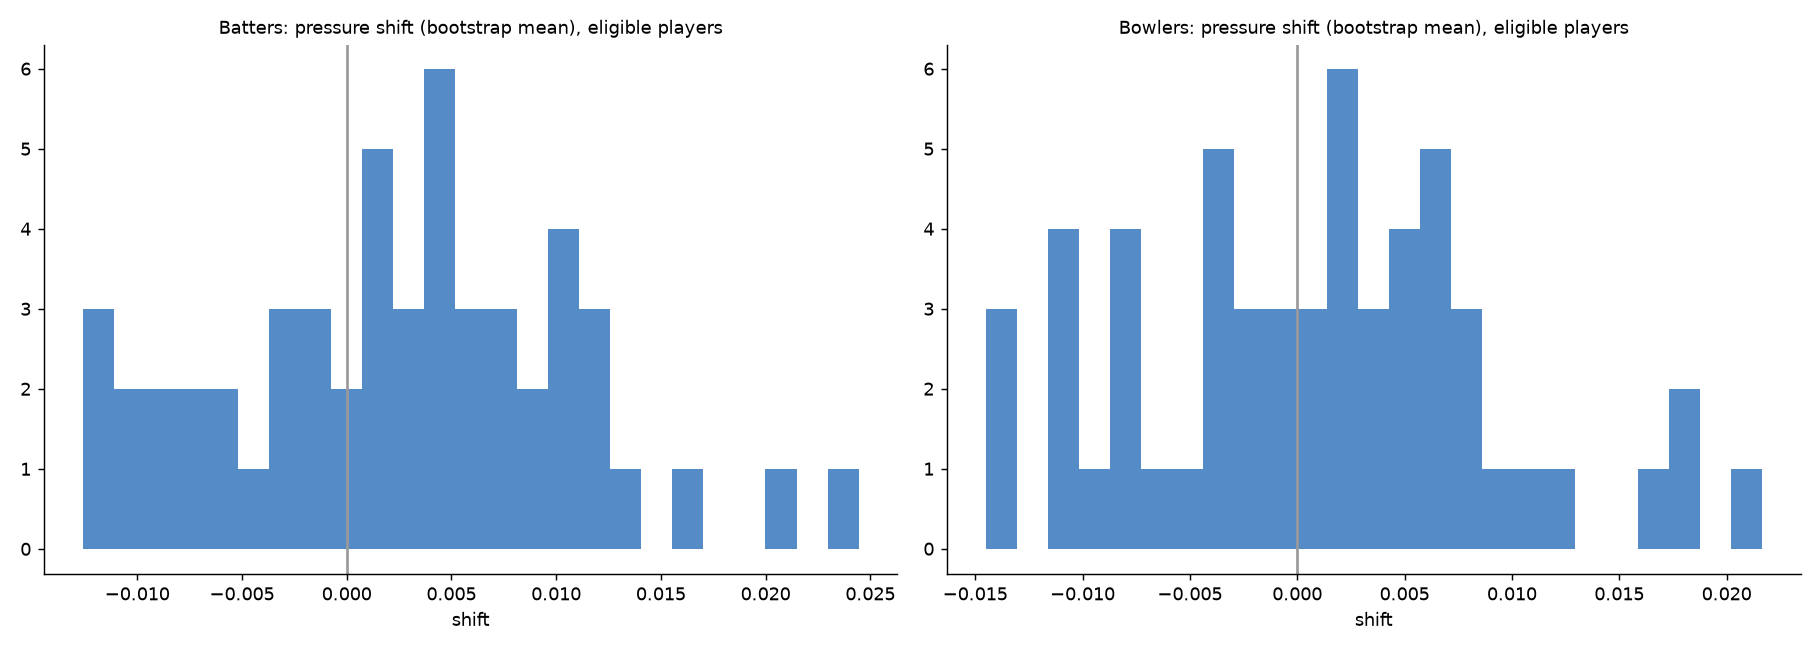 Batters: pressure shift (bootstrap mean), eligible players
6
5
4
3
2
1
0
−0.010 −0.005 0.000 0.005 0.010 0.015 0.020 0.025
shift
Bowlers: pressure shift (bootstrap mean), eligible players
6
5
4
3
2
1
0
−0.015 −0.010 −0.005 0.000 0.005 0.010 0.015 0.020
shift